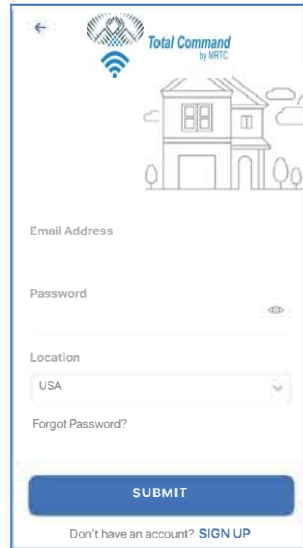 Total Command
by MRTC
Email Address
Password
Location
USA
Forgot Password?
SUBMIT
Don't have an account? SIGN UP